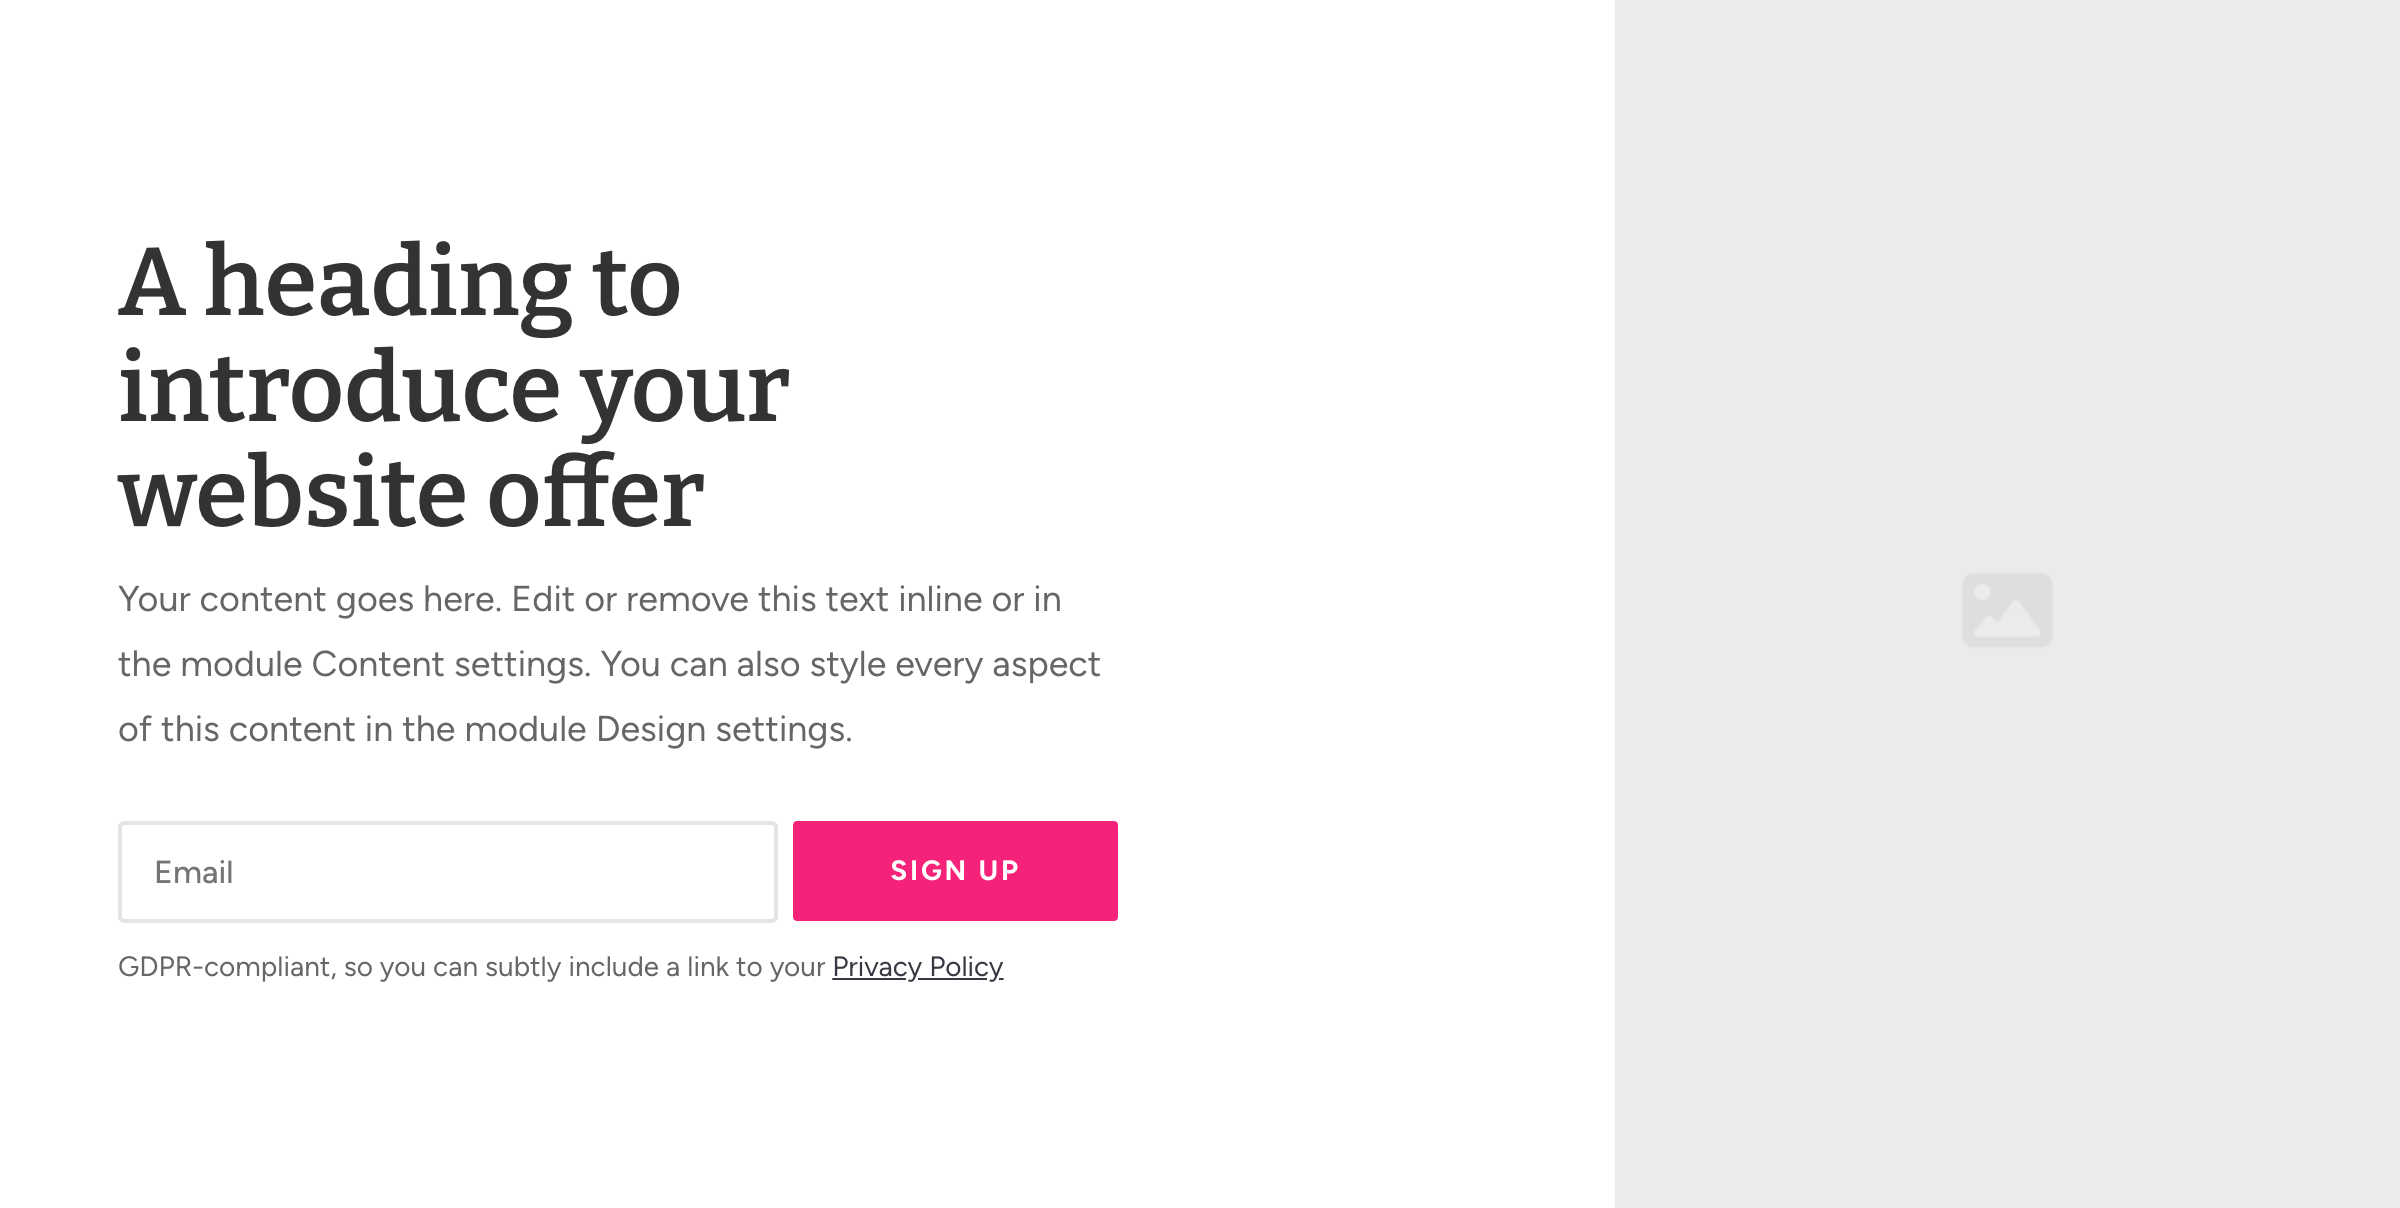 A heading to
introduce your
website offer
Your content goes here. Edit or remove this text inline or in
the module Content settings. You can also style every aspect
of this content in the module Design settings.
Email
SIGN UP
GDPR-compliant, so you can subtly include a link to your Privacy Policy